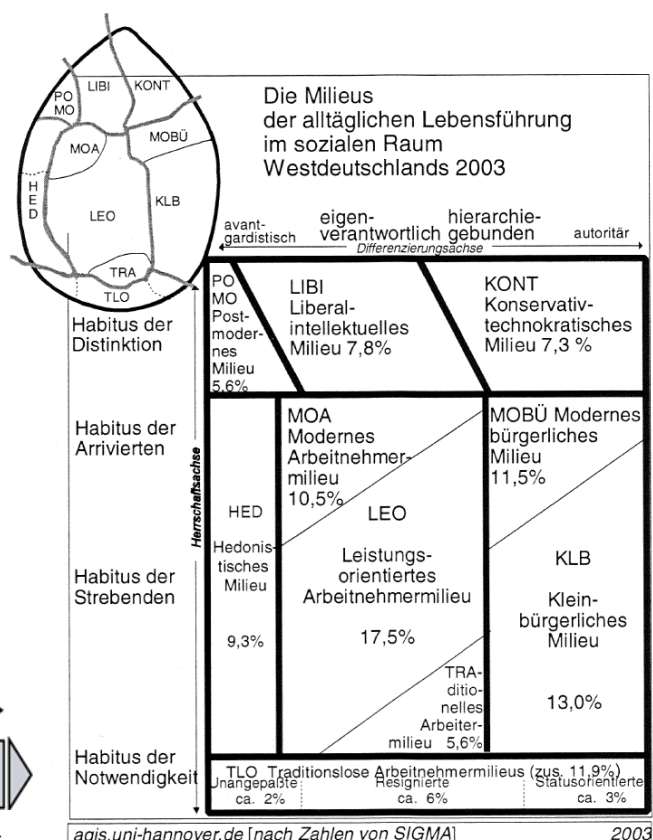 PO
MO
LIBI
KONT
MOA
MOBÜ
H
E
D
LEO
KLB
TRA
TLO
Die Milieus
der alltäglichen Lebensführung
im sozialen Raum
Westdeutschlands 2003
avant-
gardistisch
eigen-
verantwortlich
hierarchie-
gebunden
autoritär
Differenzierungsachse
Herrschaftsachse
Habitus der
Distinktion
PO
MO
Post-
moder-
nes
Milieu
5,6%
LIBI
Liberal-
intellektuelles
Milieu 7,8%
KONT
Konservativ-
technokratisches
Milieu 7,3 %
Habitus der
Arrivierten
MOA
Modernes
Arbeitnehmer-
milieu
10,5%
MOBÜ Modernes
bürgerliches
Milieu
11,5%
HED
Hedonis-
tisches
Milieu
9,3%
LEO
Leistungs-
orientiertes
Arbeitnehmermilieu
17,5%
Habitus der
Strebenden
KLB
Klein-
bürgerliches
Milieu
13,0%
TRA-
ditio-
nelles
Arbeiter-
milieu 5,6%
Habitus der
Notwendigkeit
TLO Traditionslose Arbeitnehmermilieus (zus. 11,9%)
Unangepaßte
ca. 2%
Resignierte
ca. 6%
Statusorientierte
ca. 3%
agis.uni-hannover.de [nach Zahlen von SIGMA]
2003